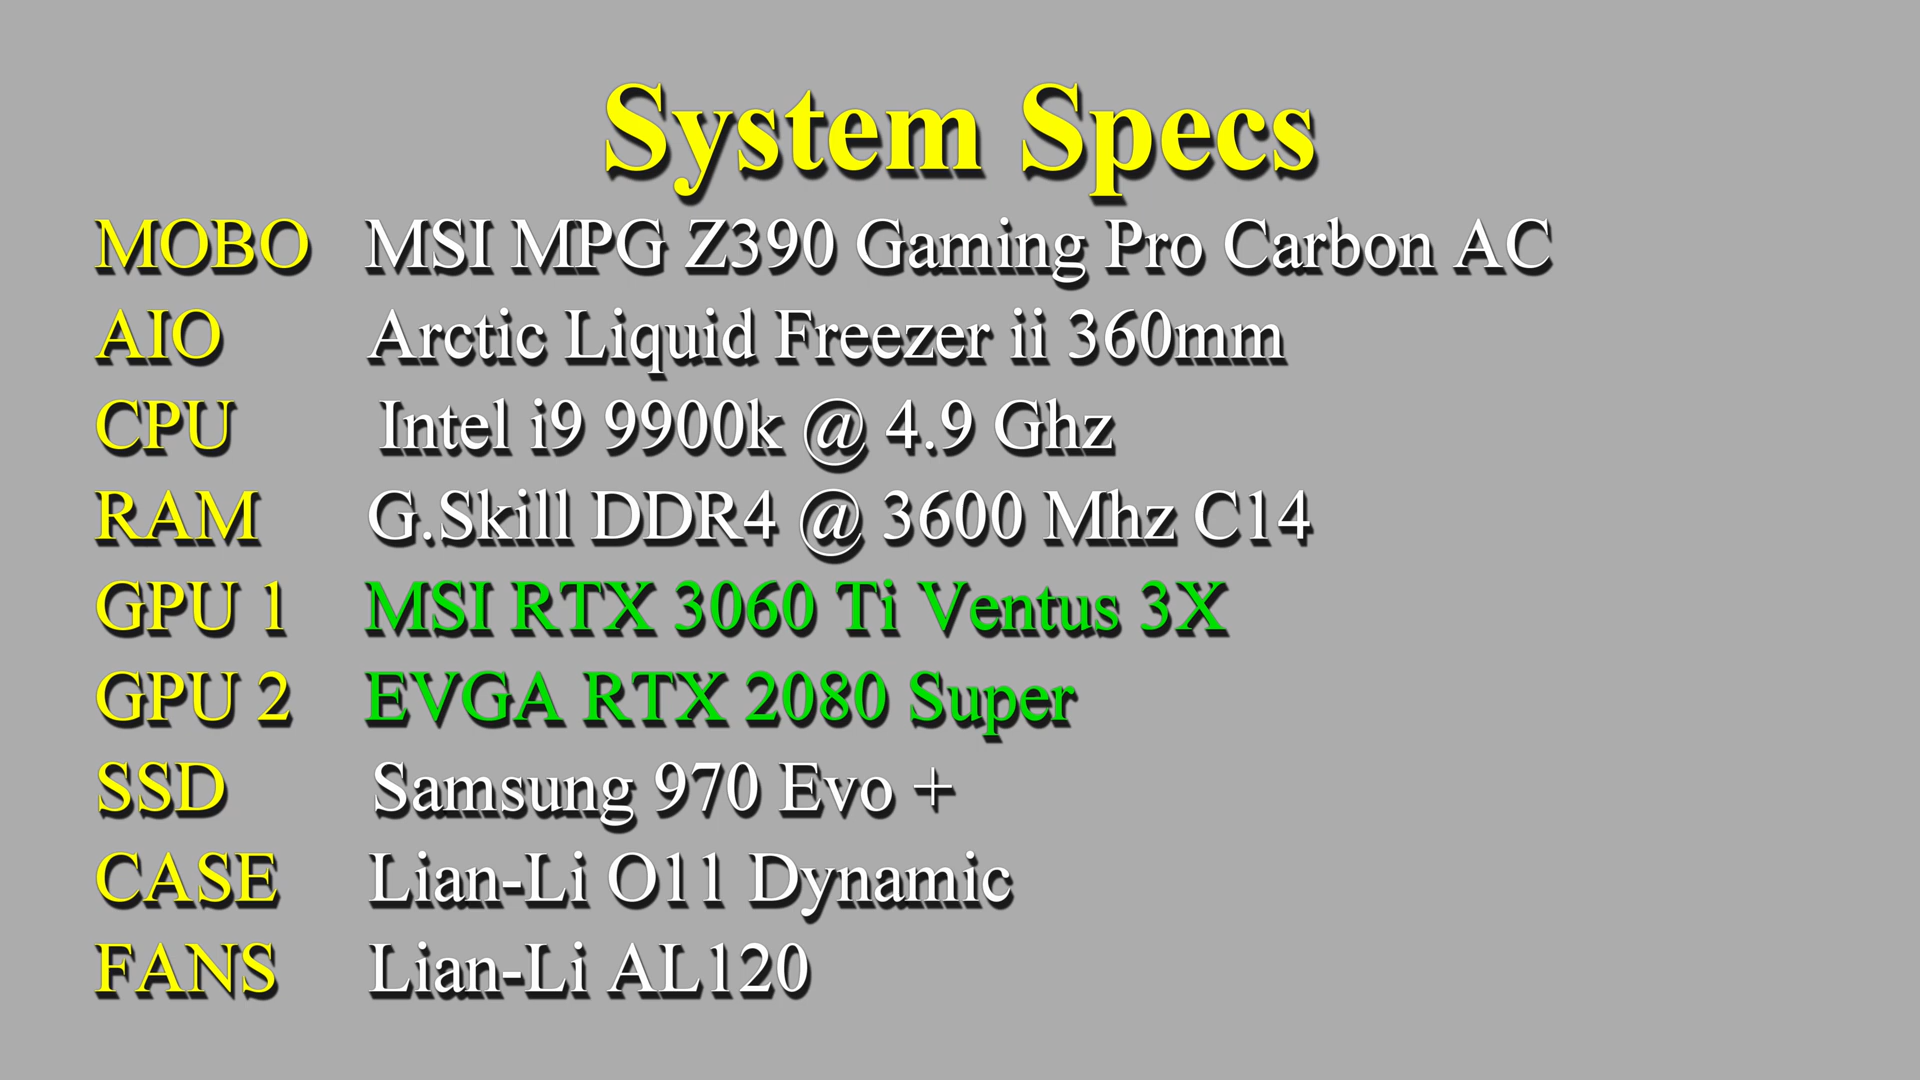 System Specs
MOBO MSI MPG Z390 Gaming Pro Carbon AC
AIO Arctic Liquid Freezer ii 360mm
CPU Intel i9 9900k @ 4.9 Ghz
RAM G.Skill DDR4 @ 3600 Mhz C14
GPU 1 MSI RTX 3060 Ti Ventus 3X
GPU 2 EVGA RTX 2080 Super
SSD Samsung 970 Evo +
CASE Lian-Li O11 Dynamic
FANS Lian-Li AL120